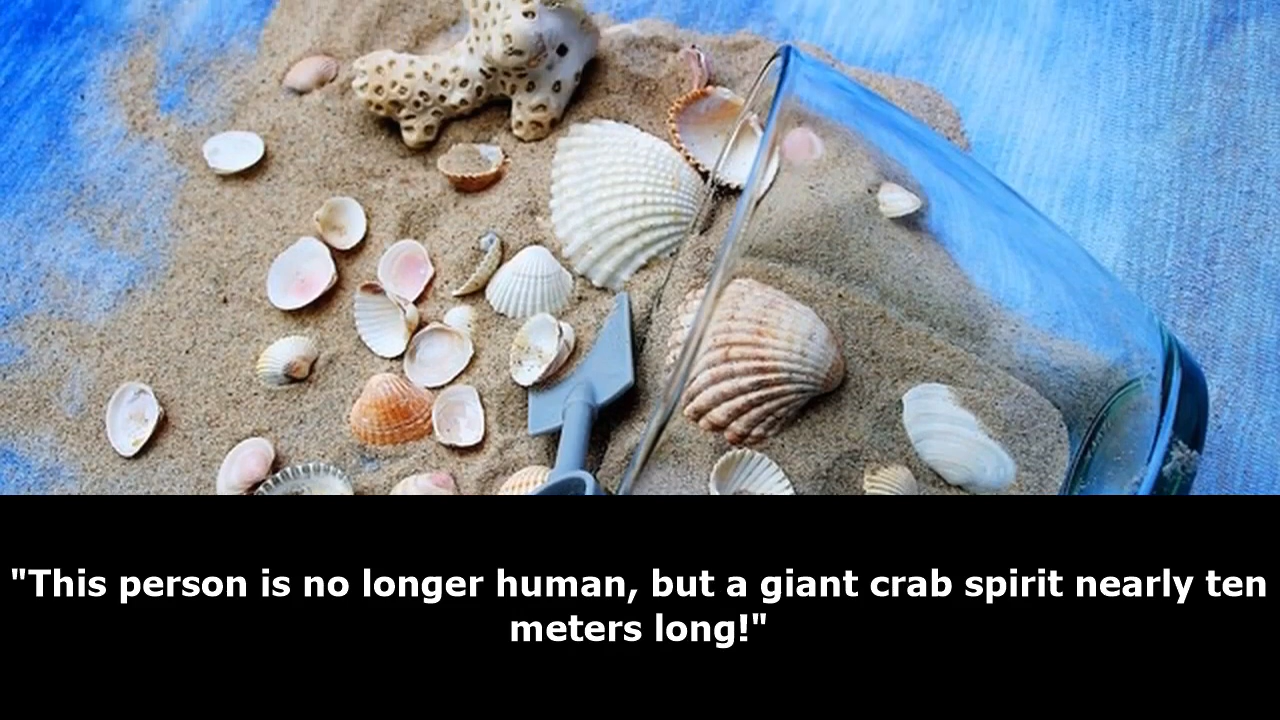 "This person is no longer human, but a giant crab spirit nearly ten
meters long!"